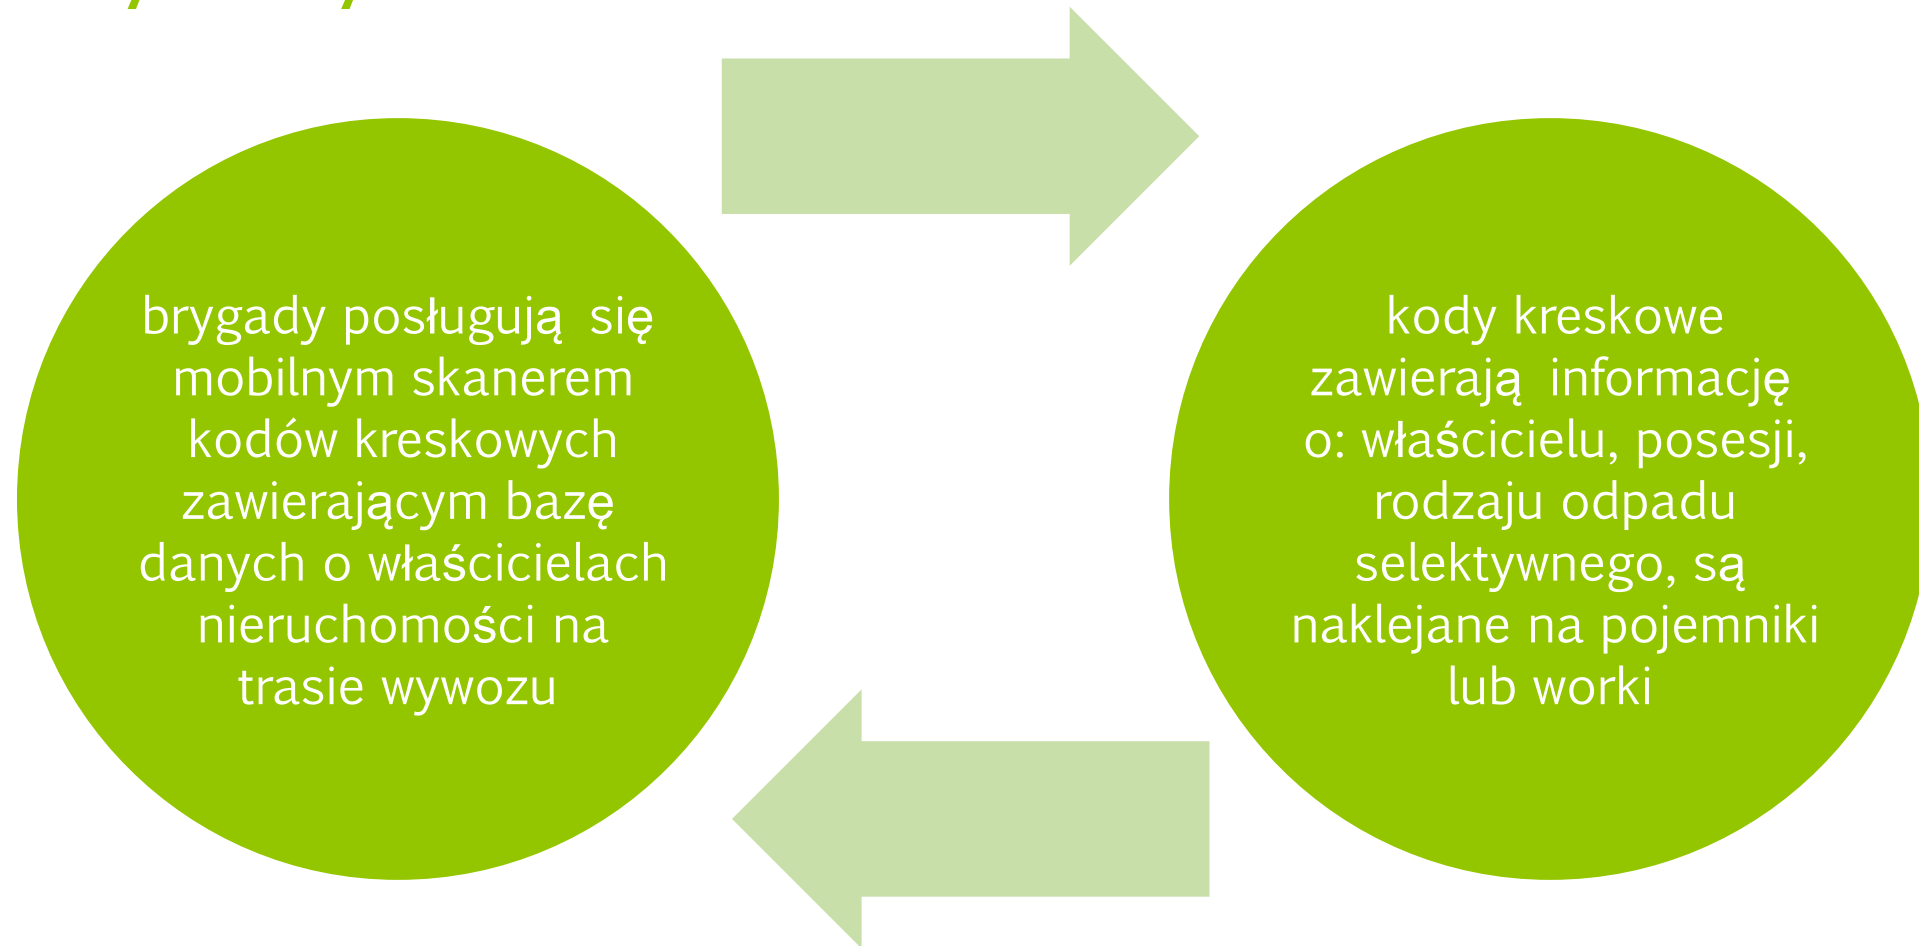 brygady posługują się
mobilnym skanerem
kodów kreskowych
zawierającym bazę
danych o właścicielach
nieruchomości na
trasie wywozu
kody kreskowe
zawierają informację
o: właścicielu, posesji,
rodzaju odpadu
selektywnego, są
naklejane na pojemniki
lub worki